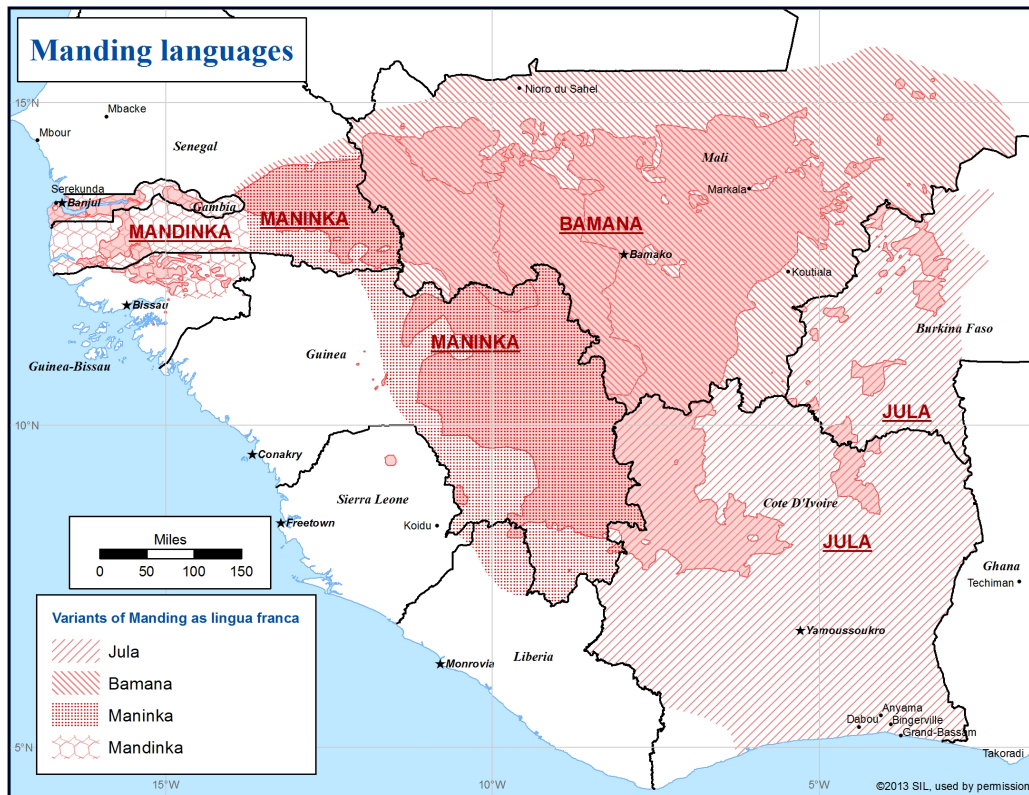 Manding languages
Nioro du Sahel
15°N
Mbacke
Mbour
Senegal
Mali
Markala
Serekunda
Banjul
Gambia
MANDINKA
MANINKA
BAMANA
Bamako
Koutiala
Bissau
Guinea-Bissau
Guinea
MANINKA
Burkina Faso
JULA
10°N
Conakry
Sierra Leone
Koidu
Freetown
Cote D'Ivoire
JULA
Ghana
Techiman
Miles
0 50 100 150
Variants of Manding as lingua franca
Jula
Bamana
Maninka
Mandinka
Yamoussoukro
Liberia
Monrovia
Anyama
Dabou
Bingerville
Grand-Bassam
Takoradi
5°N
15°W
10°W
5°W
©2013 SIL, used by permission